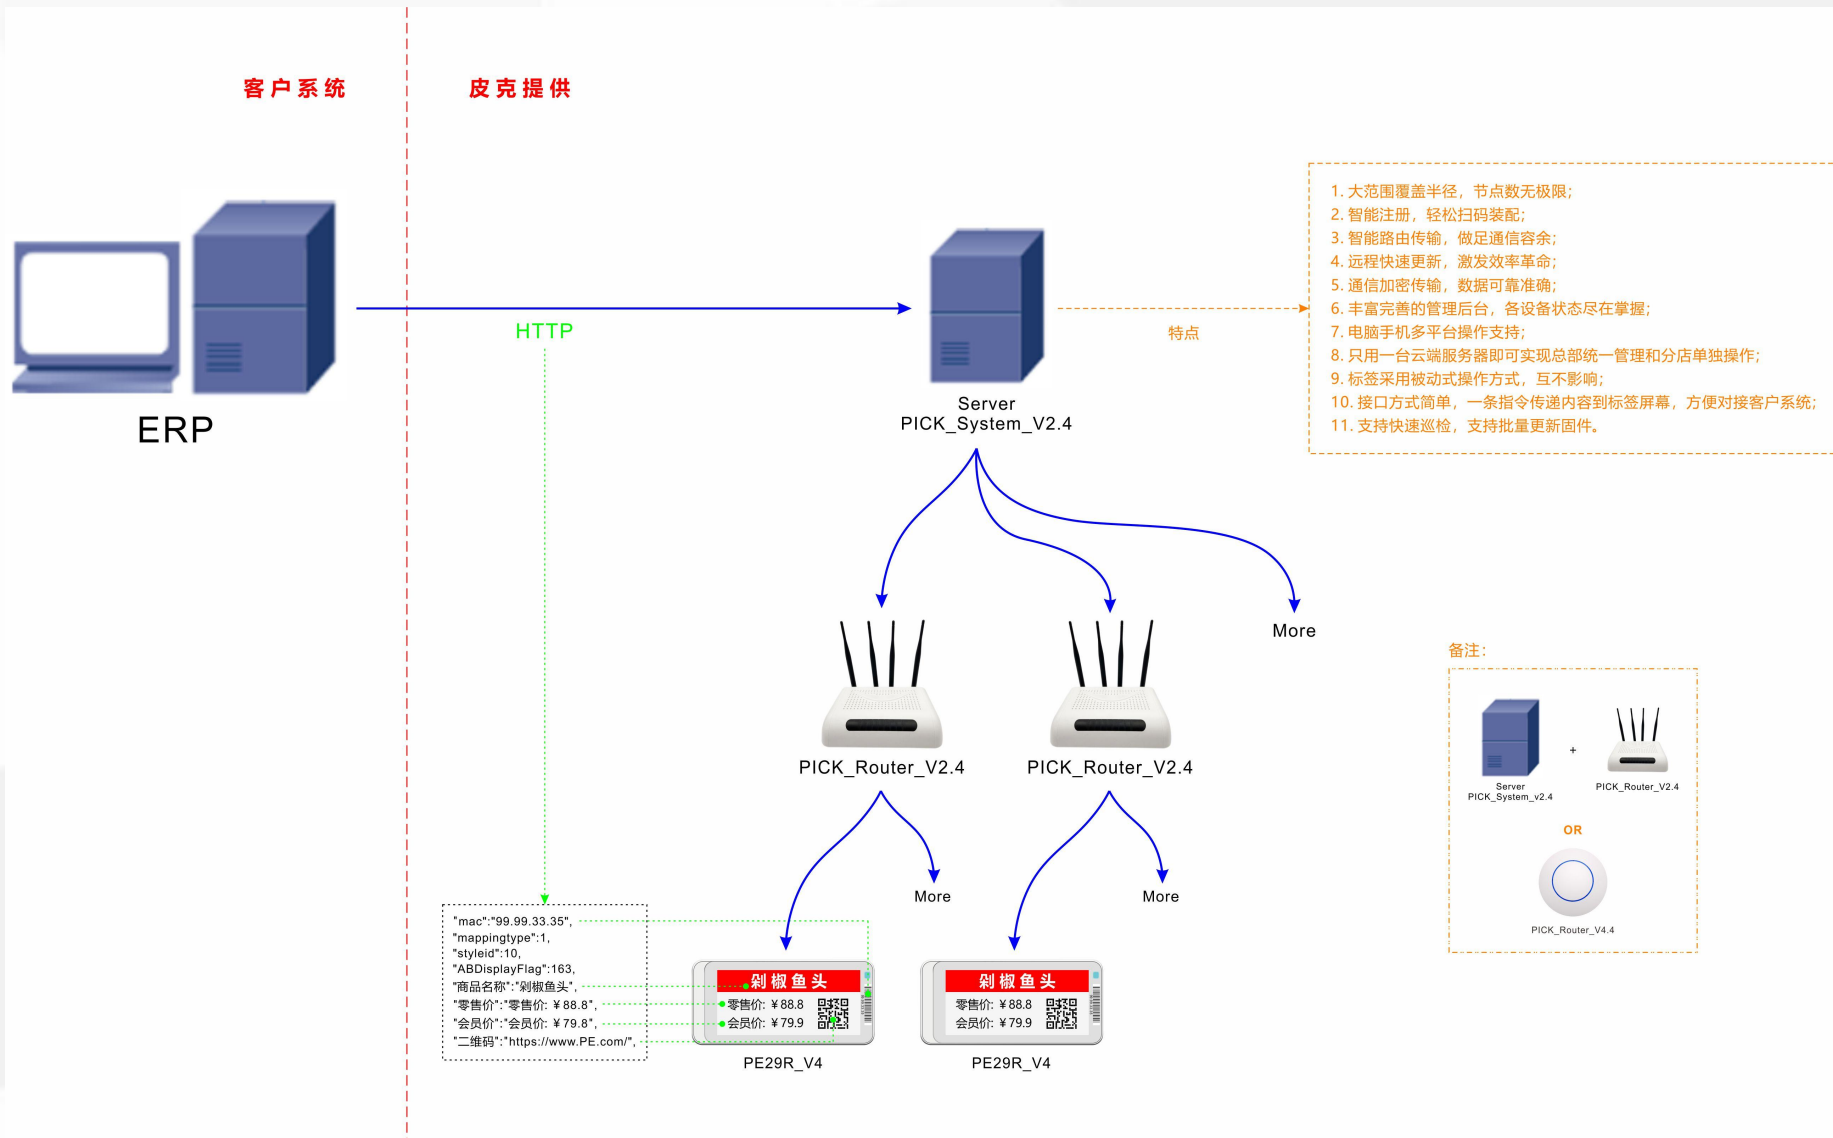 客户系统
皮克提供
1. 大范围覆盖半径，节点数无极限；
2. 智能注册，轻松扫码装配；
3. 智能路由传输，做足通信容余；
4. 远程快速更新，激发效率革命；
5. 通信加密传输，数据可靠准确；
6. 丰富完善的管理后台，各设备状态尽在掌握；
7. 电脑手机多平台操作支持；
8. 只用一台云端服务器即可实现总部统一管理和分店单独操作；
9. 标签采用被动式操作方式，互不影响；
10. 接口方式简单，一条指令传递内容到标签屏幕，方便对接客户系统；
11. 支持快速巡检，支持批量更新固件。
HTTP
特点
ERP
Server
PICK_System_V2.4
More
备注：
PICK_Router_V2.4
PICK_Router_V2.4
Server
PICK_System_v2.4
+
PICK_Router_V2.4
OR
PICK_Router_V4.4
More
More
"mac":"99.99.33.35",
"mappingtype":1,
"styleid":10,
"ABDisplayFlag":163,
"商品名称":"剁椒鱼头",
"零售价":"零售价: ¥88.8",
"会员价":"会员价: ¥79.8",
"二维码":"https://www.PE.com/",
剁椒鱼头
零售价: ¥88.8
会员价: ¥79.9
PE29R_V4
剁椒鱼头
零售价: ¥88.8
会员价: ¥79.9
PE29R_V4